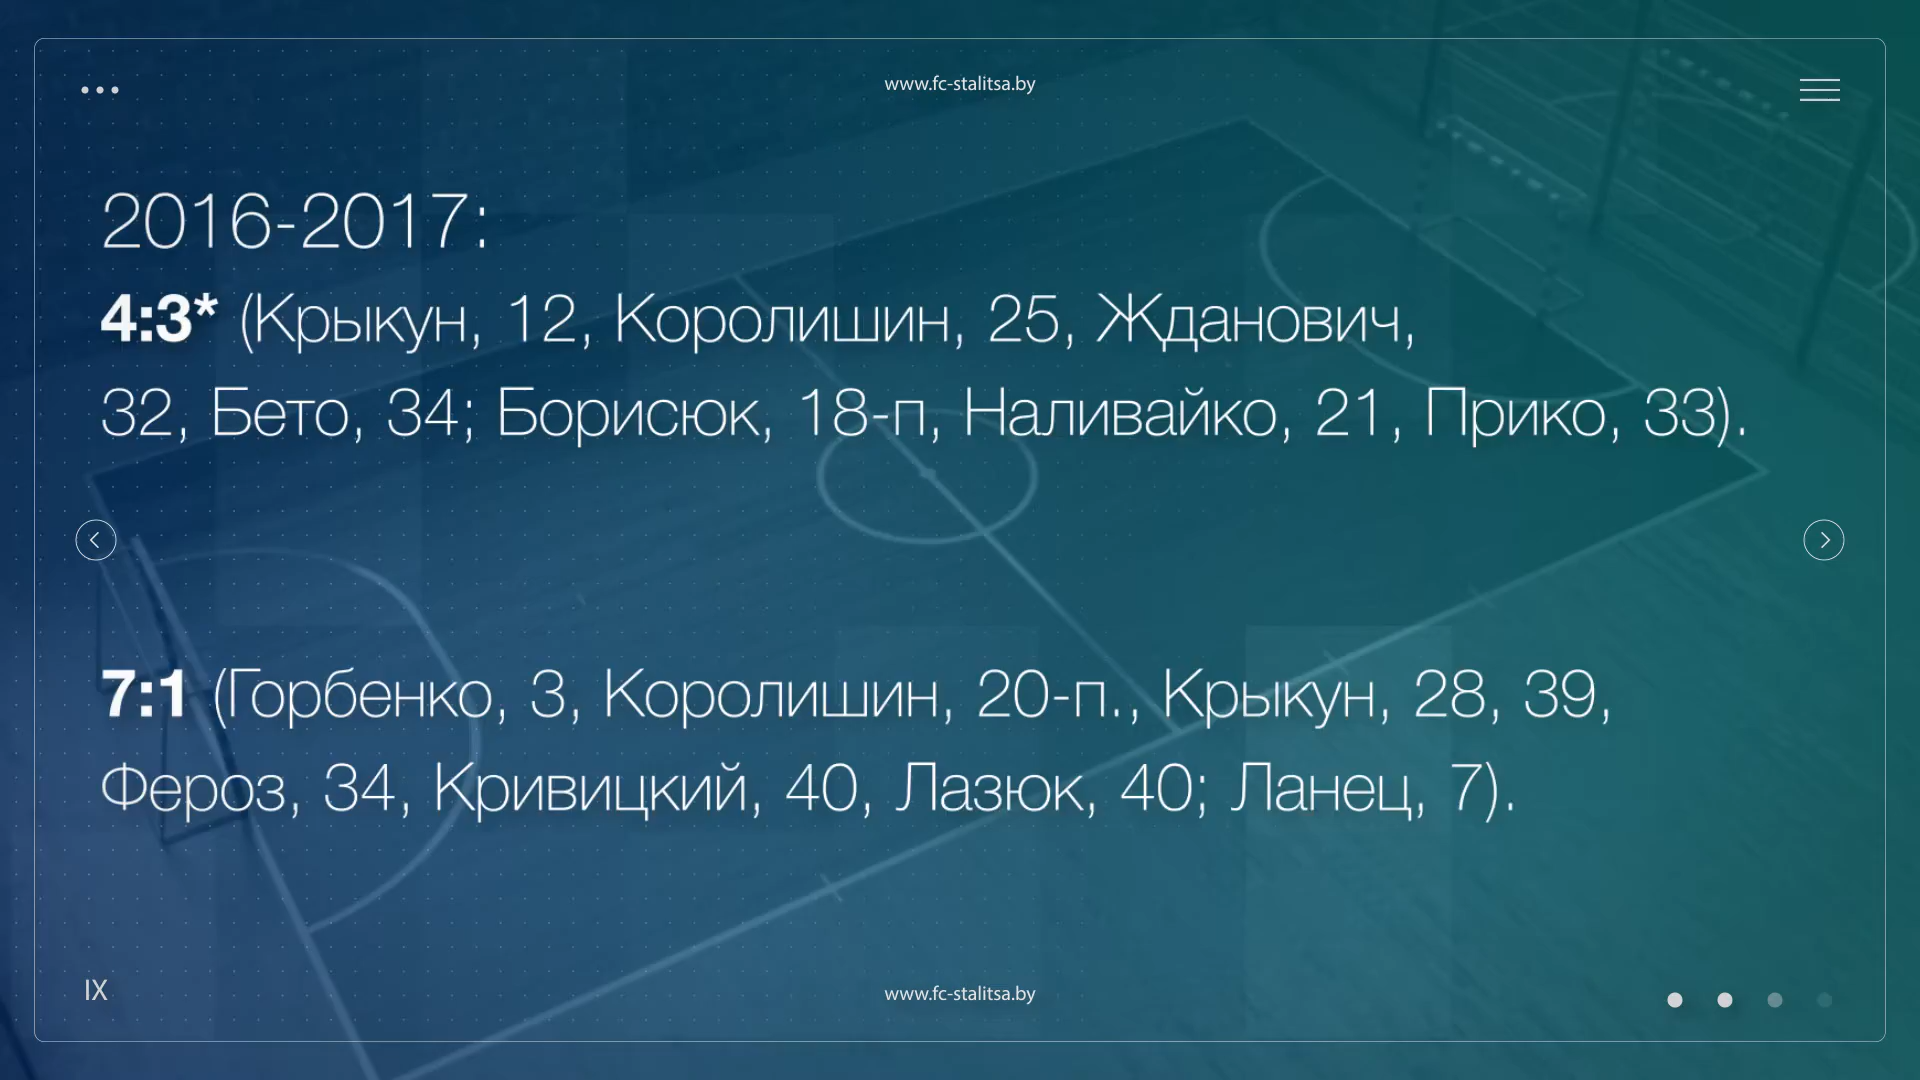 www.fc-stalitsa.by
2016-2017:
4:3* (Крыкун, 12, Королишин, 25, Жданович,
32, Бето, 34; Борисюк, 18-п, Наливайко, 21, Прико, 33).
7:1 (Горбенко, 3, Королишин, 20-п., Крыкун, 28, 39,
Фероз, 34, Кривицкий, 40, Лазюк, 40; Ланец, 7).
IX
www.fc-stalitsa.by